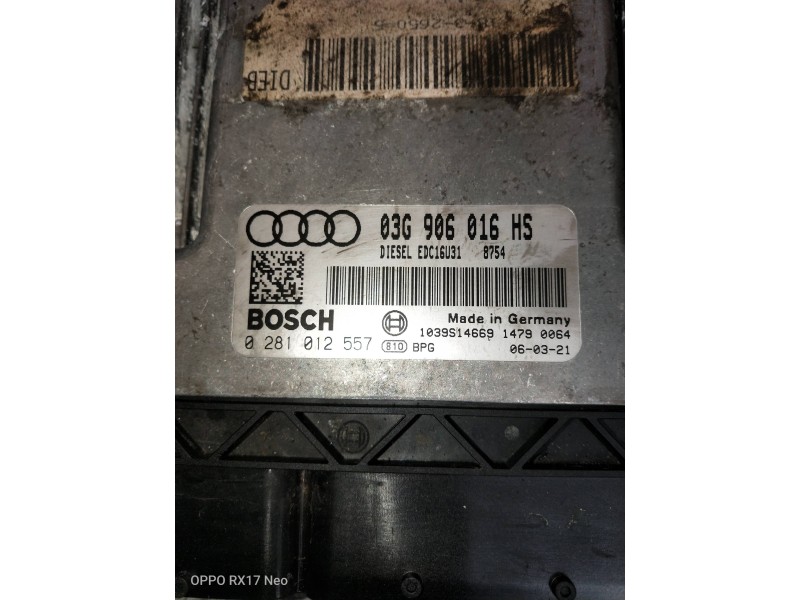 DIEB
03G 906 016 HS
DIESEL EDC16U31 8754
BOSCH
Made in Germany
1039S14669 1479 0064
0 281 012 557 810 BPG 06-03-21
OPPO RX17 Neo